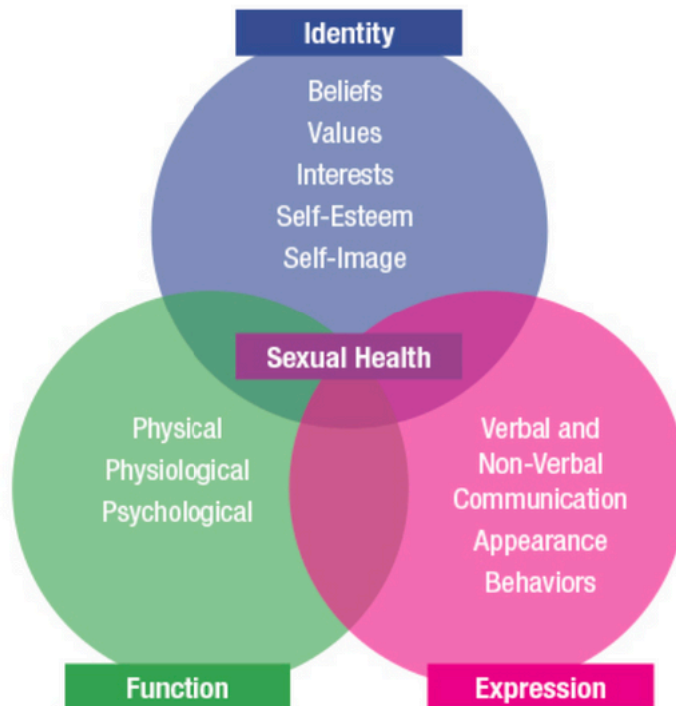 Identity
Beliefs
Values
Interests
Self-Esteem
Self-Image
Sexual Health
Physical
Physiological
Psychological
Verbal and
Non-Verbal
Communication
Appearance
Behaviors
Function
Expression